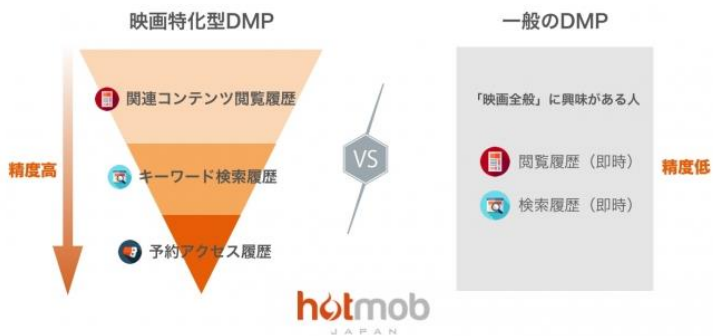 映画特化型DMP
関連コンテンツ閲覧履歴
キーワード検索履歴
予約アクセス履歴
精度高
VS
一般のDMP
「映画全般」に興味がある人
閲覧履歴（即時）
検索履歴（即時）
精度低
hotmob
JAPAN